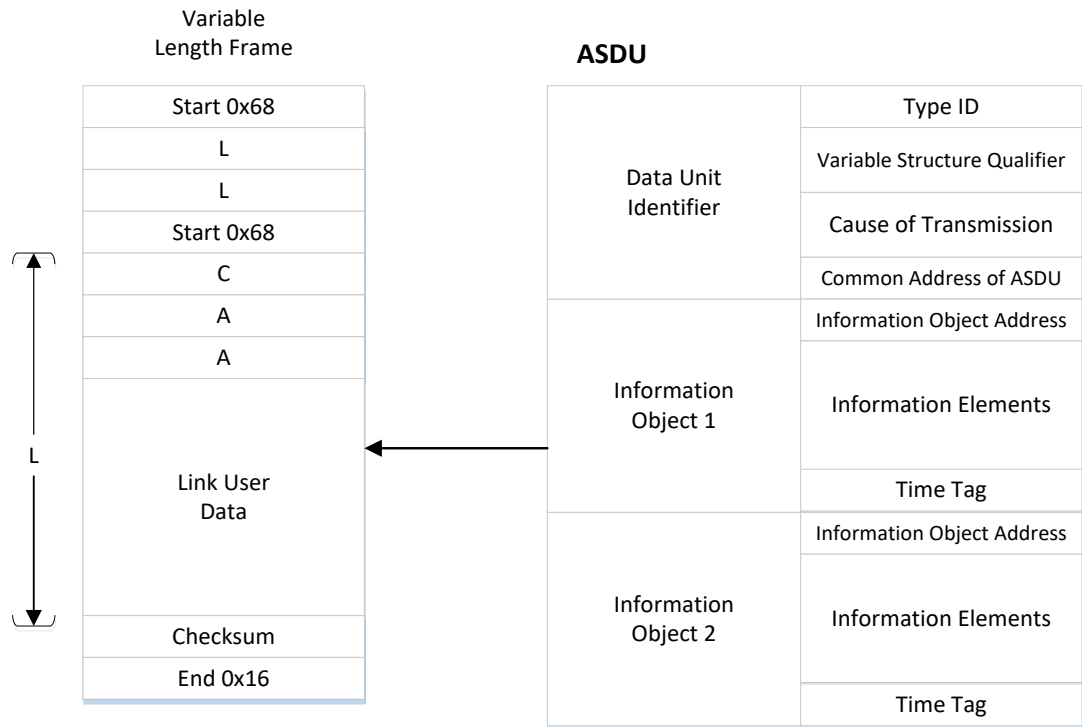 Variable
Length Frame
Start 0x68
L
L
Start 0x68
C
A
A
L
Link User
Data
Checksum
End 0x16
ASDU
Data Unit
Identifier
Type ID
Variable Structure Qualifier
Cause of Transmission
Common Address of ASDU
Information
Object 1
Information Object Address
Information Elements
Time Tag
Information
Object 2
Information Object Address
Information Elements
Time Tag